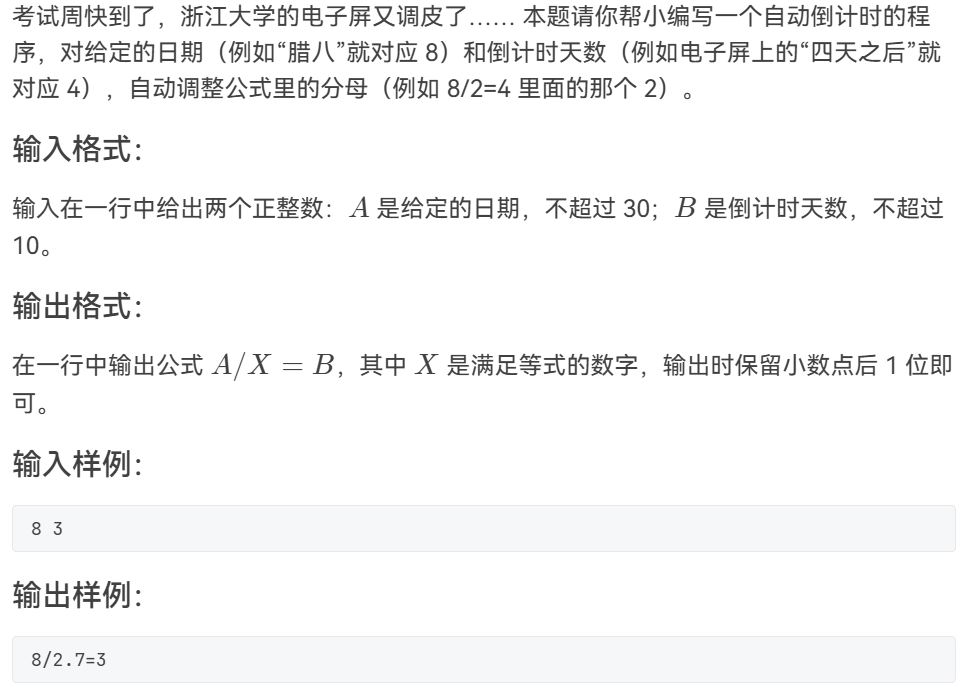 考试周快到了，浙江大学的电子屏又调皮了…… 本题请你帮小编写一个自动倒计时的程
序，对给定的日期（例如“腊八”就对应 8）和倒计时天数（例如电子屏上的“四天之后”就
对应 4），自动调整公式里的分母（例如 8/2=4 里面的那个 2）。
输入格式：
输入在一行中给出两个正整数：A 是给定的日期，不超过 30；B 是倒计时天数，不超过
10。
输出格式：
在一行中输出公式 A/X = B，其中 X 是满足等式的数字，输出时保留小数点后 1 位即
可。
输入样例：
8 3
输出样例：
8/2.7=3